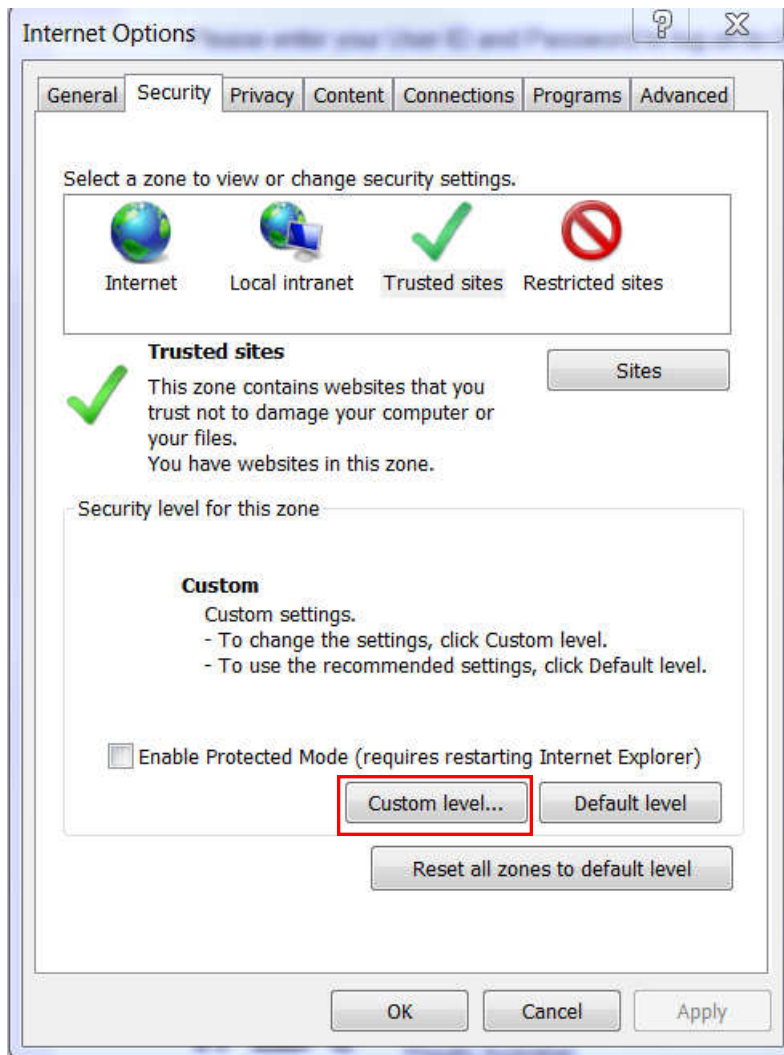 Internet Options
General Security Privacy Content Connections Programs Advanced
Select a zone to view or change security settings.
Internet Local intranet Trusted sites Restricted sites
Trusted sites
Sites
This zone contains websites that you
trust not to damage your computer or
your files.
You have websites in this zone.
Security level for this zone
Custom
Custom settings.
- To change the settings, click Custom level.
- To use the recommended settings, click Default level.
Enable Protected Mode (requires restarting Internet Explorer)
Custom level... Default level
Reset all zones to default level
OK Cancel Apply